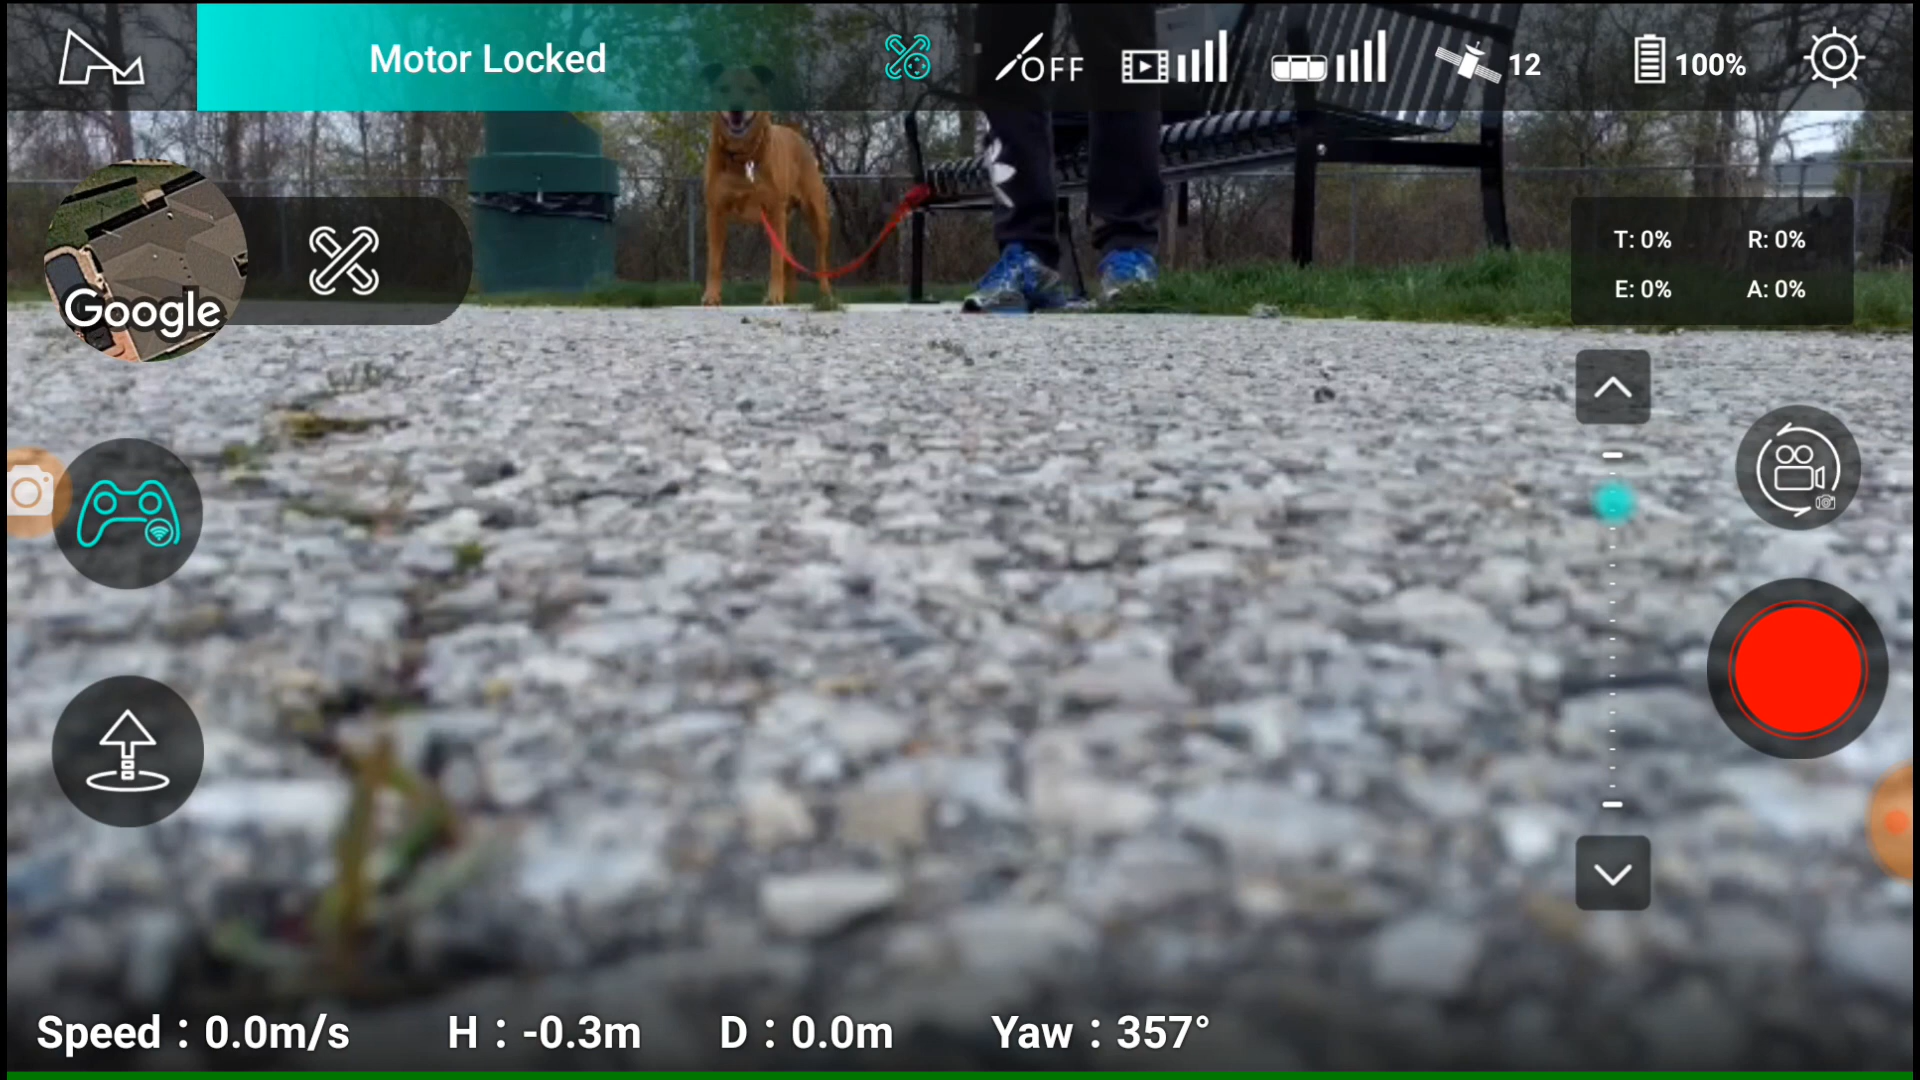 Motor Locked
OFF
12
100%
Google
T: 0%
R: 0%
E: 0%
A: 0%
Speed : 0.0m/s
H : -0.3m
D : 0.0m
Yaw : 357°